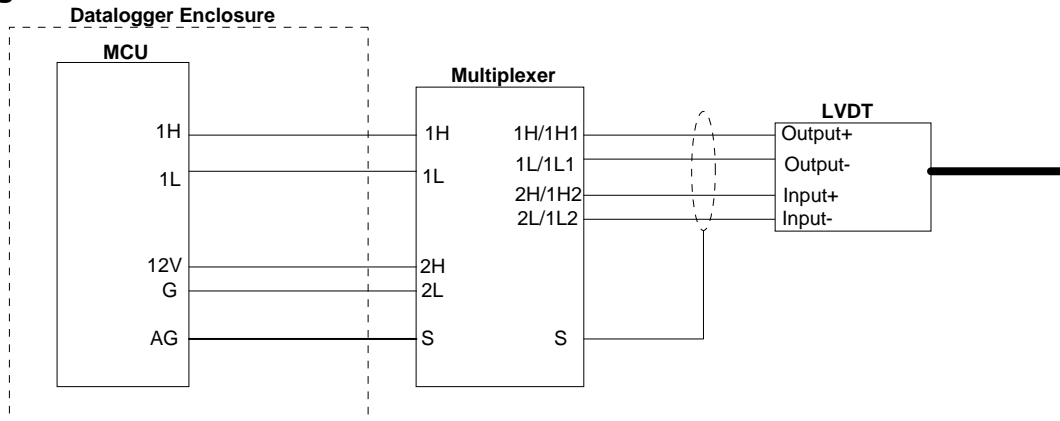 Datalogger Enclosure
MCU
1H
1L
12V
G
AG
Multiplexer
1H
1L
2H
2L
S
1H/1H1
1L/1L1
2H/1H2
2L/1L2
S
LVDT
Output+
Output-
Input+
Input-